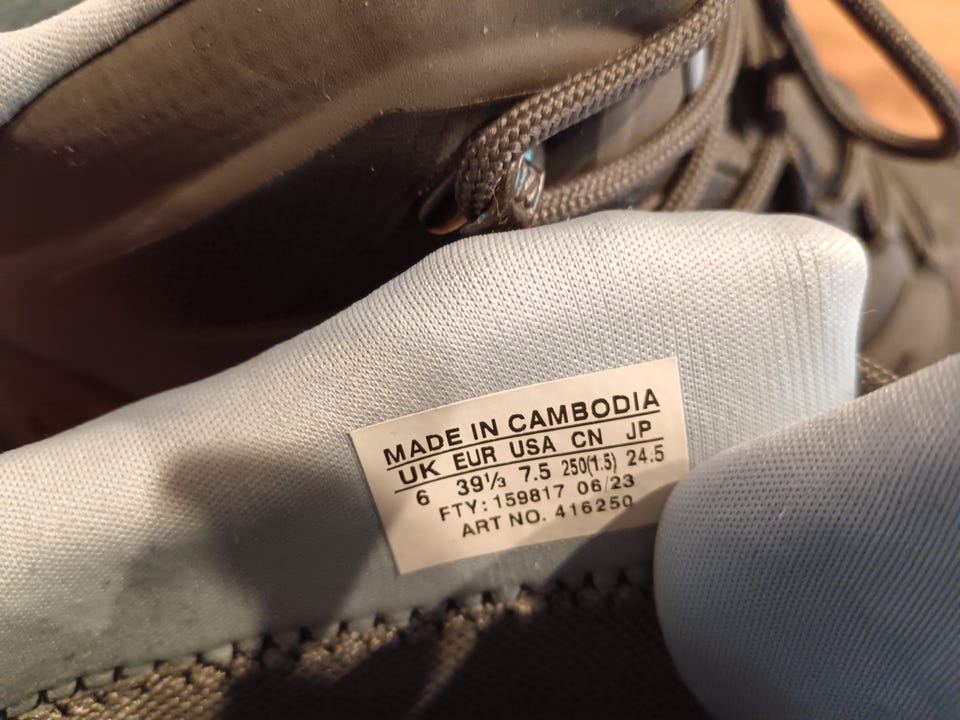 MADE IN CAMBODIA
UK EUR USA CN JP
6 39⅓ 7.5 250(1.5) 24.5
FTY: 159817 06/23
ART NO. 416250